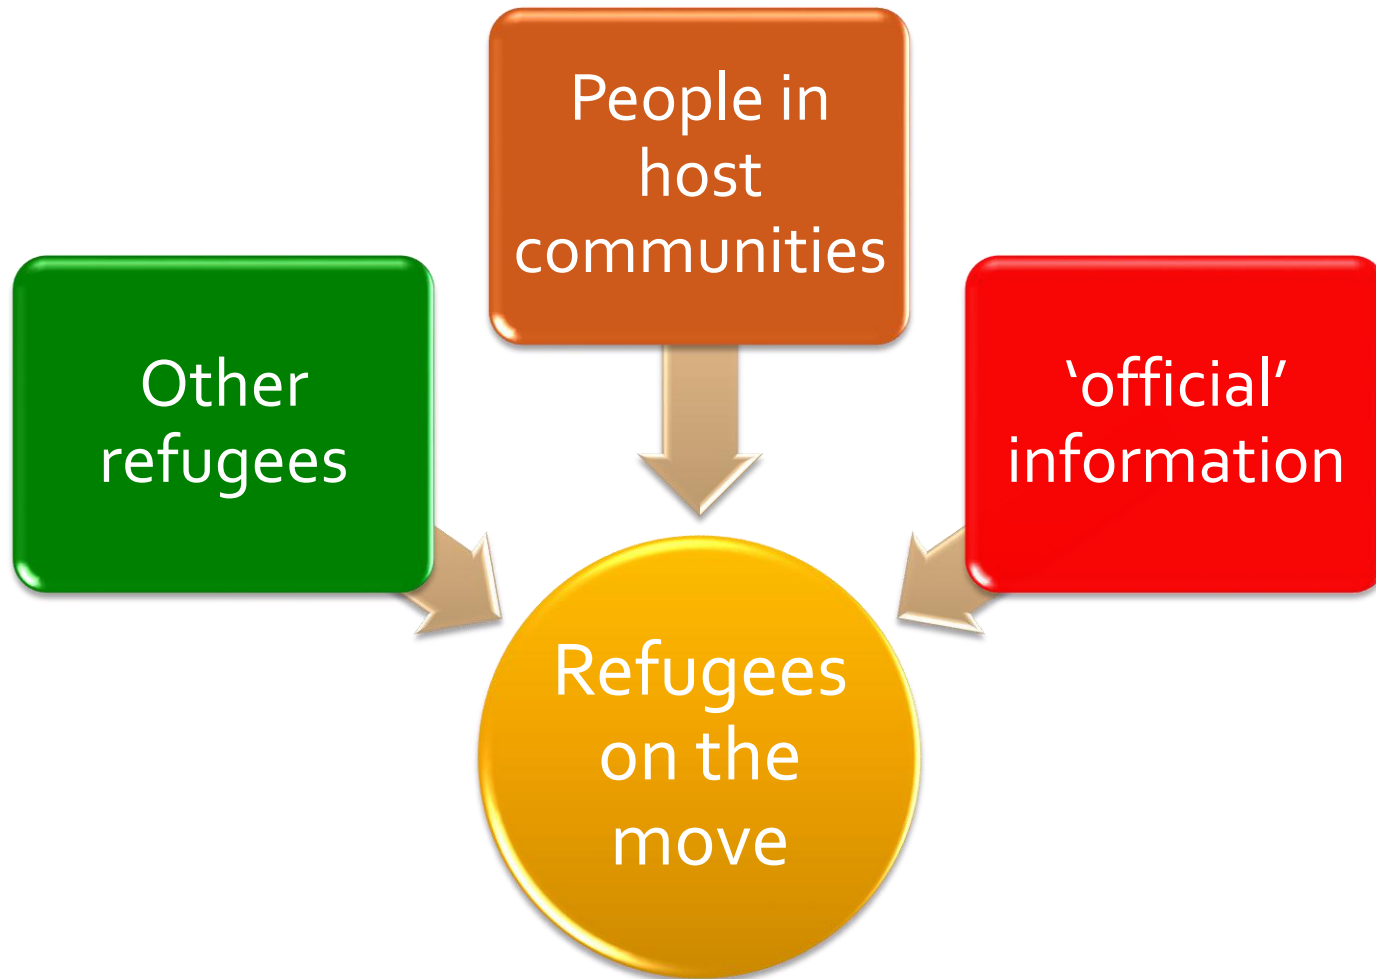 People in
host
communities
Other
refugees
‘official’
information
Refugees
on the
move